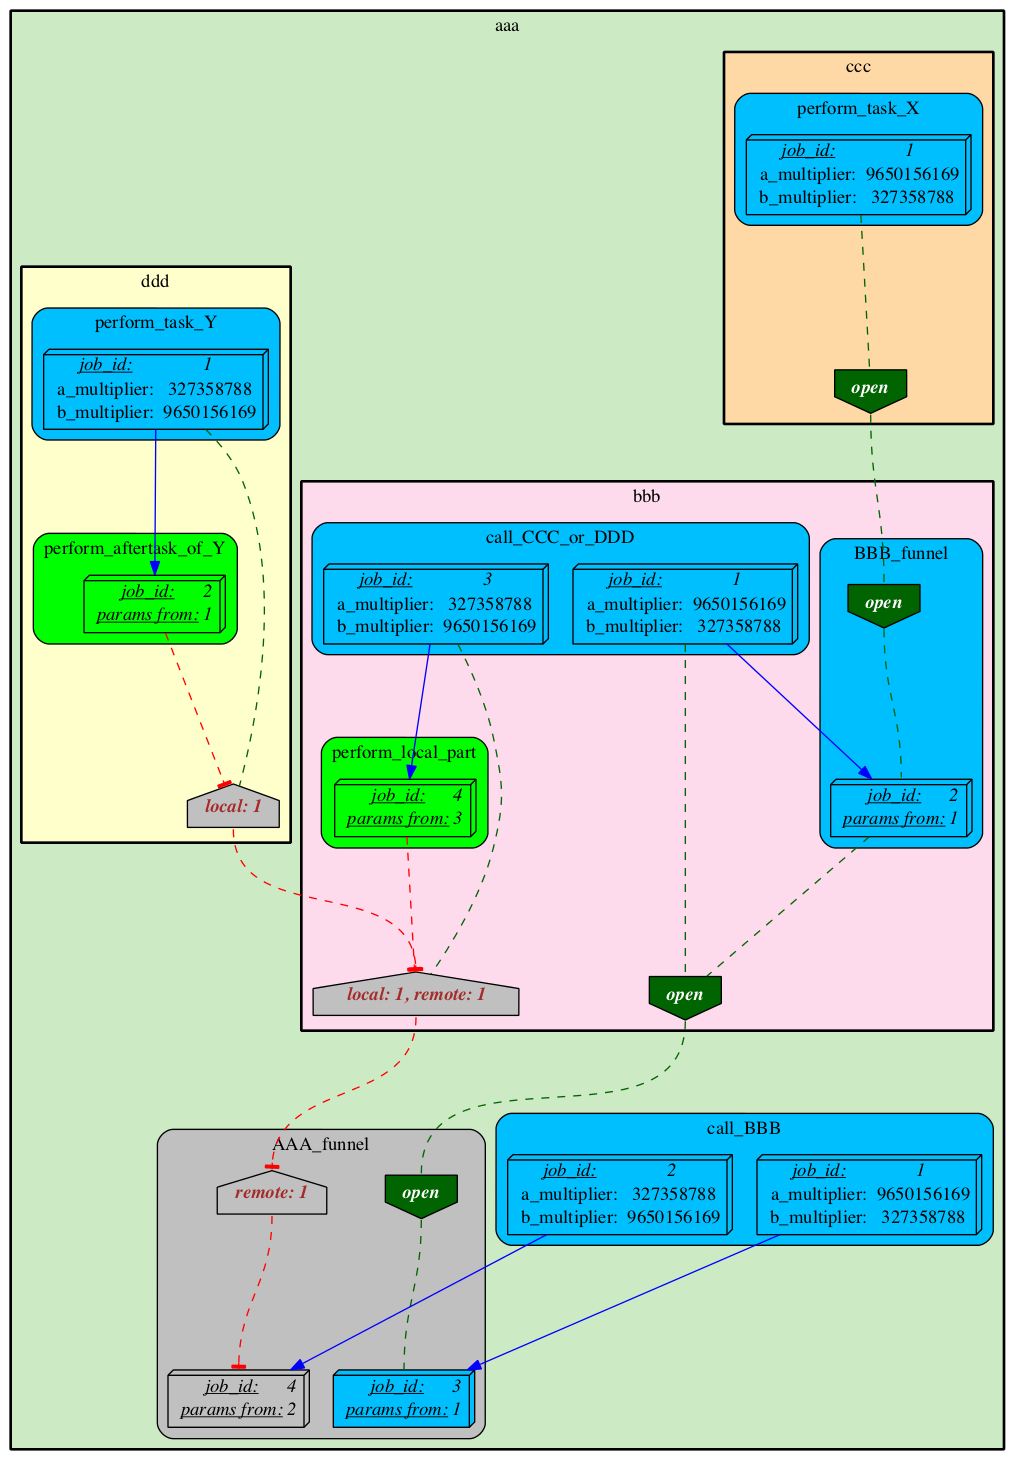 aaa
ccc
perform_task_X
job_id: 1
a_multiplier: 9650156169
b_multiplier: 327358788
open
ddd
perform_task_Y
job_id: 1
a_multiplier: 327358788
b_multiplier: 9650156169
perform_aftertask_of_Y
job_id: 2
params from: 1
local: 1
bbb
call_CCC_or_DDD
job_id: 3
a_multiplier: 327358788
b_multiplier: 9650156169
job_id: 1
a_multiplier: 9650156169
b_multiplier: 327358788
BBB_funnel
open
perform_local_part
job_id: 4
params from: 3
job_id: 2
params from: 1
local: 1, remote: 1
open
AAA_funnel
remote: 1
open
call_BBB
job_id: 2
a_multiplier: 327358788
b_multiplier: 9650156169
job_id: 1
a_multiplier: 9650156169
b_multiplier: 327358788
job_id: 4
params from: 2
job_id: 3
params from: 1